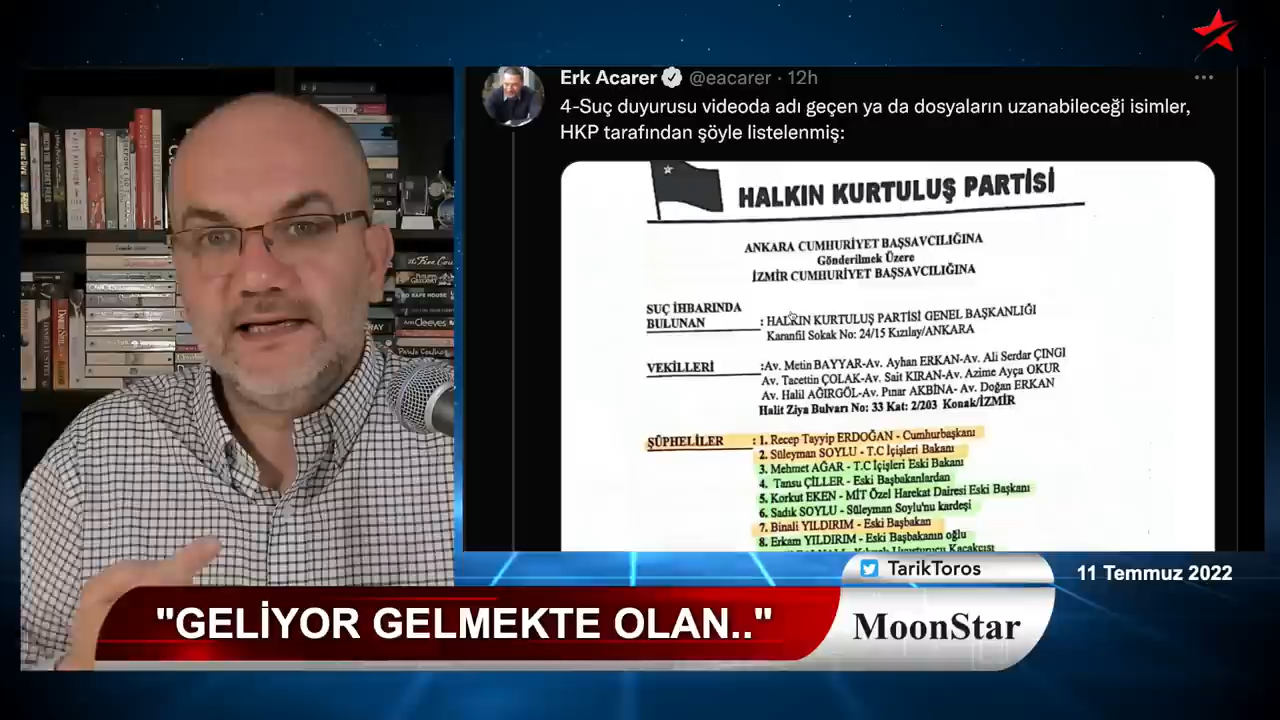 Erk Acarer @eacarer · 12h
4-Suç duyurusu videoda adı geçen ya da dosyaların uzanabileceği isimler,
HKP tarafından şöyle listelenmiş:
HALKIN KURTULUŞ PARTİSİ
ANKARA CUMHURİYET BAŞSAVCILIĞINA
Gönderilmek Üzere
İZMİR CUMHURİYET BAŞSAVCILIĞINA
SUÇ İHBARINDA
BULUNAN : HALKIN KURTULUŞ PARTİSİ GENEL BAŞKANLIĞI
Karanfil Sokak No: 24/15 Kızılay/ANKARA
VEKİLLERİ :Av. Metin BAYYAR-Av. Ayhan ERKAN-Av. Ali Serdar ÇINGI
Av. Tacettin ÇOLAK-Av. Sait KIRAN-Av. Azime Ayça OKUR
Av. Halil AĞIRGÖL-Av. Pınar AKBİNA- Av. Doğan ERKAN
Halit Ziya Bulvarı No: 33 Kat: 2/203 Konak/İZMİR
ŞÜPHELİLER : 1. Recep Tayyip ERDOĞAN - Cumhurbaşkanı
2. Süleyman SOYLU - T.C İçişleri Bakanı
3. Mehmet AĞAR - T.C İçişleri Eski Bakanı
4. Tansu ÇİLLER - Eski Başbakanlardan
5. Korkut EKEN - MİT Özel Harekat Dairesi Eski Başkanı
6. Sadık SOYLU - Süleyman Soylu'nu kardeşi
7. Binali YILDIRIM - Eski Başbakan
8. Erkam YILDIRIM - Eski Başbakanın oğlu
TarikToros
11 Temmuz 2022
"GELİYOR GELMEKTE OLAN.."
MoonStar